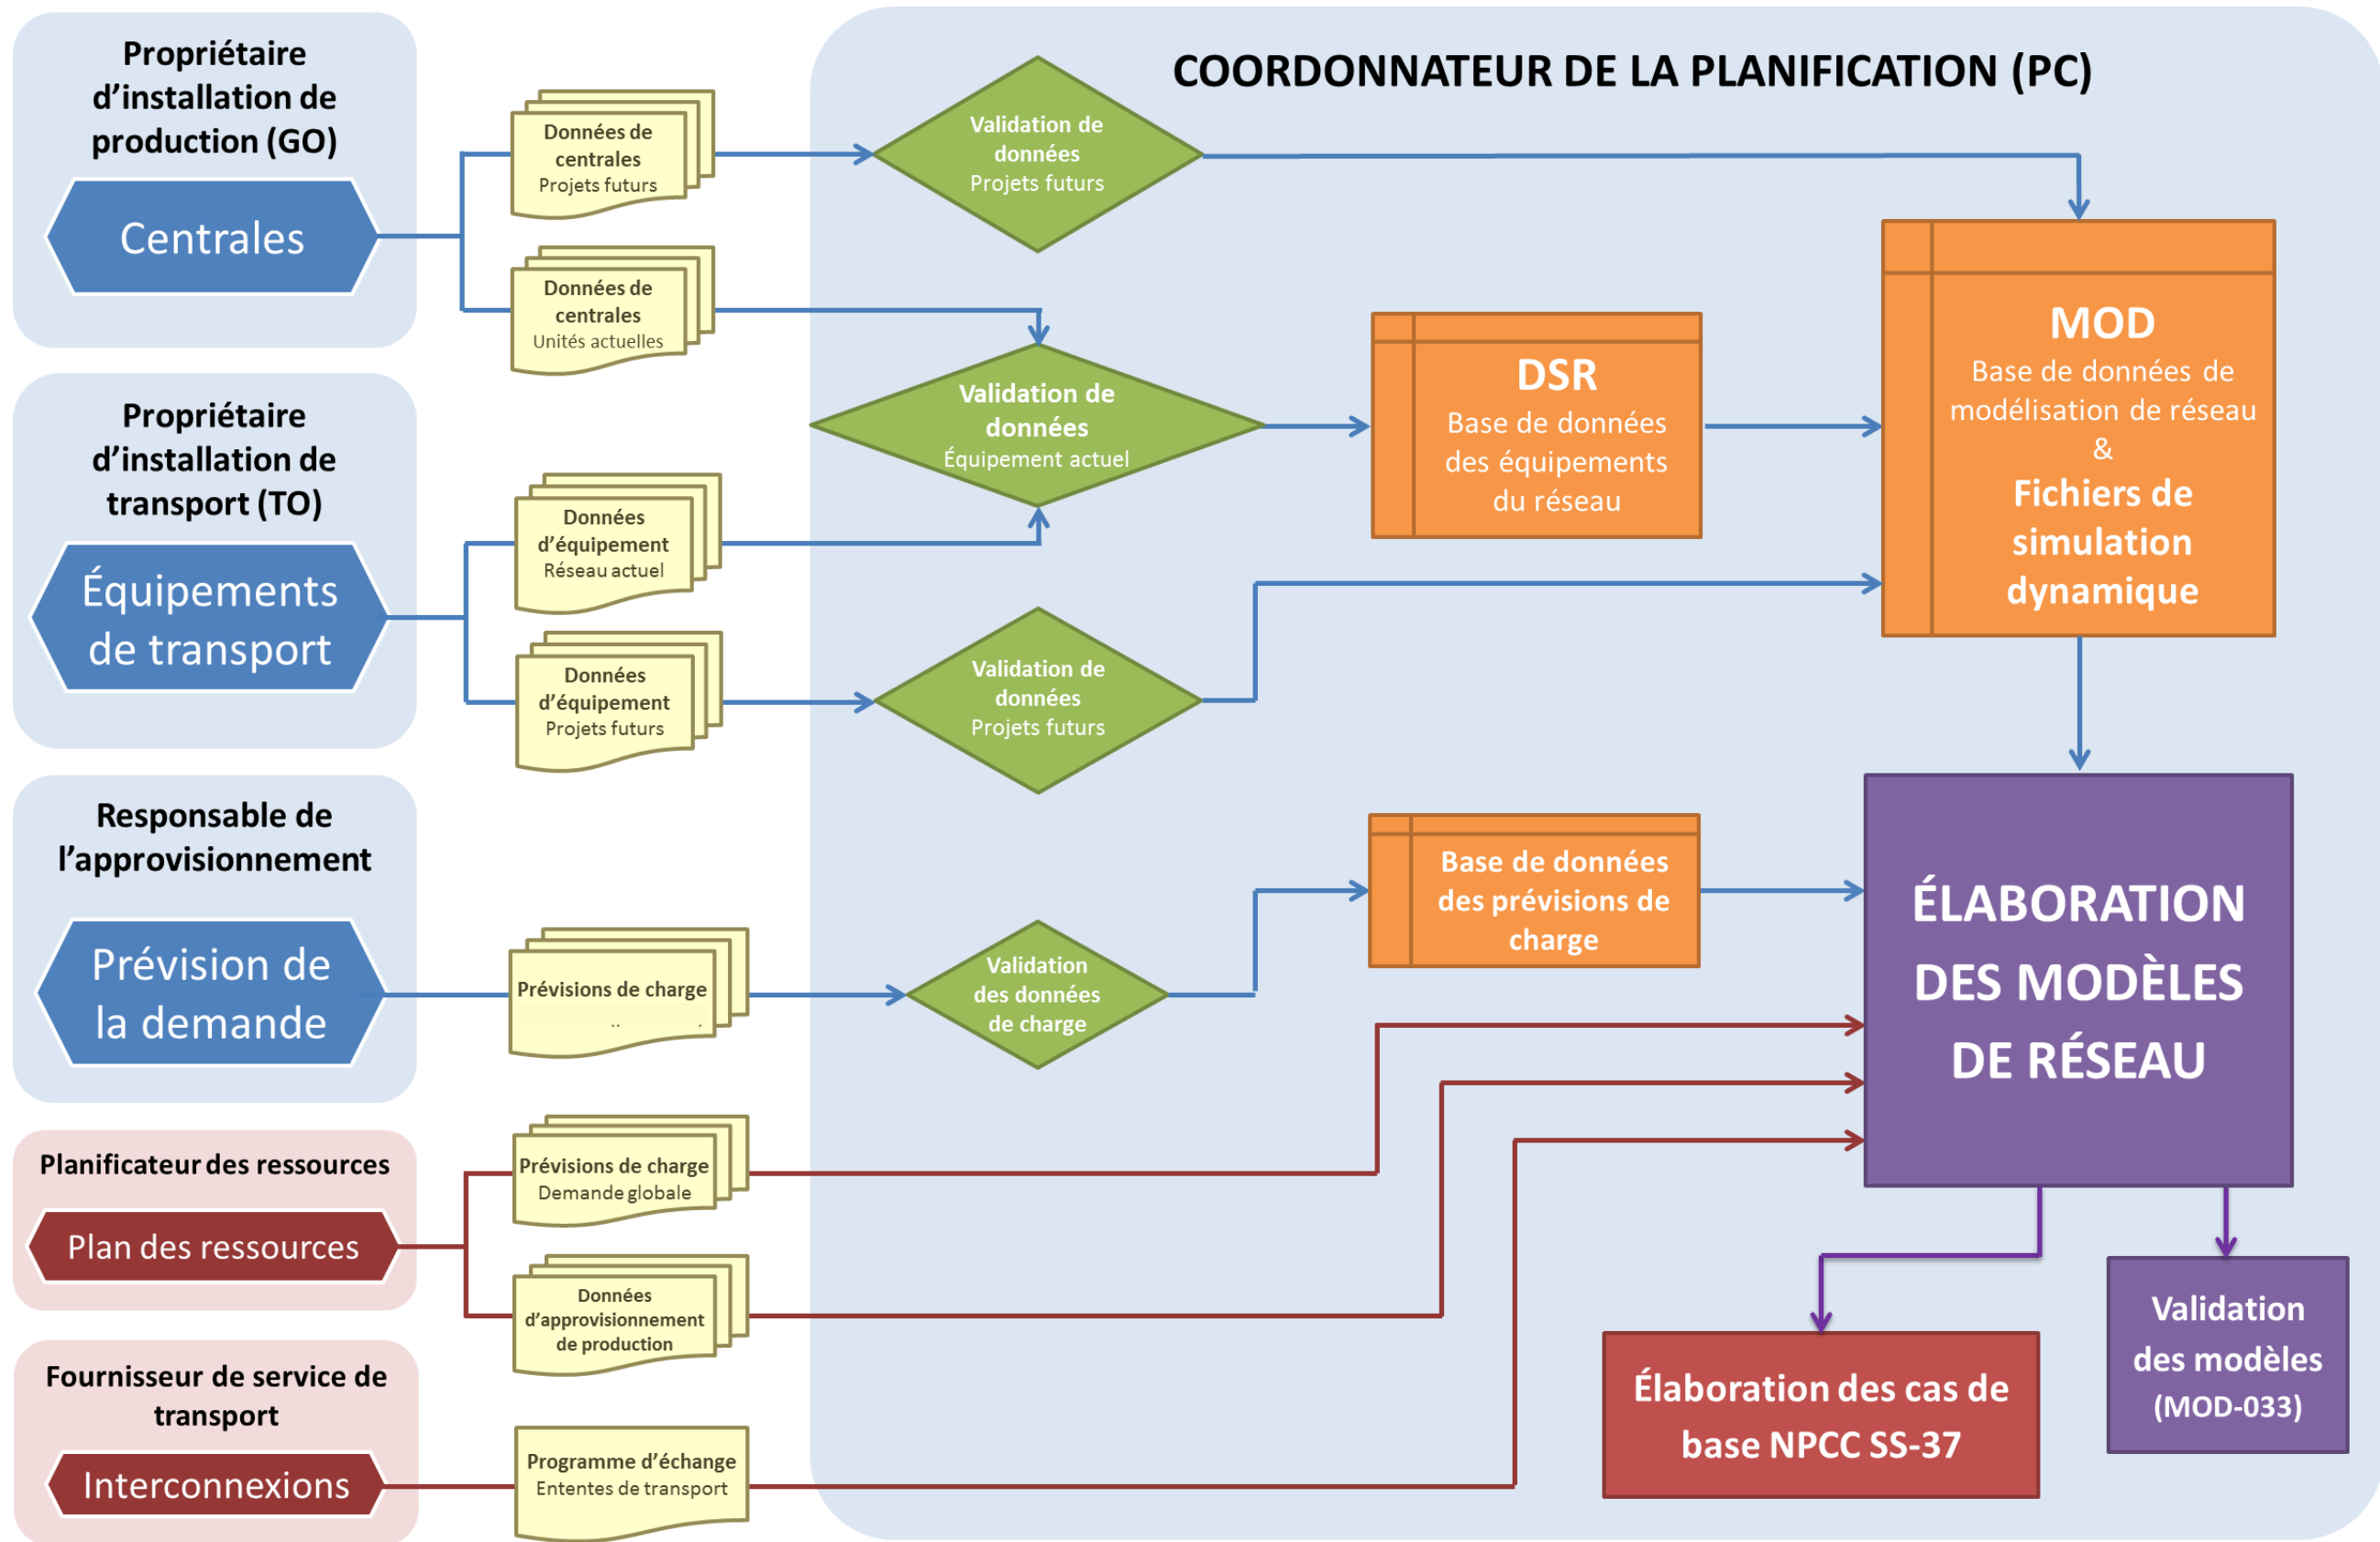 Propriétaire
d’installation de
production (GO)
Centrales
Données de
centrales
Projets futurs
Données de
centrales
Unités actuelles
COORDONNATEUR DE LA PLANIFICATION (PC)
Validation de
données
Projets futurs
Propriétaire
d’installation de
transport (TO)
Équipements
de transport
Données
d’équipement
Réseau actuel
Données
d’équipement
Projets futurs
Validation de
données
Équipement actuel
DSR
Base de données
des équipements
du réseau
MOD
Base de données de
modélisation de réseau
&
Fichiers de
simulation
dynamique
Validation de
données
Projets futurs
Responsable de
l’approvisionnement
Prévision de
la demande
Prévisions de charge
Validation
des données
de charge
Base de données
des prévisions de
charge
ÉLABORATION
DES MODÈLES
DE RÉSEAU
Planificateur des ressources
Plan des ressources
Prévisions de charge
Demande globale
Données
d’approvisionnement
de production
Fournisseur de service de
transport
Interconnexions
Programme d’échange
Ententes de transport
Élaboration des cas de
base NPCC SS-37
Validation
des modèles
(MOD-033)